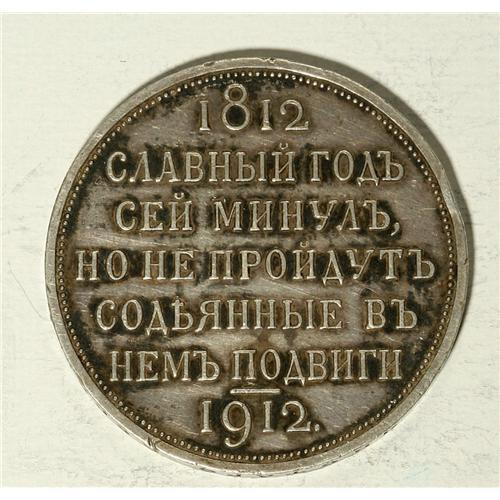 1812
СЛАВНЫЙ ГОДЪ
СЕЙ МИНУЛЪ,
НО НЕ ПРОЙДУТЪ
СОДѢЯННЫЕ ВЪ
НЕМЪ ПОДВИГИ
1912.